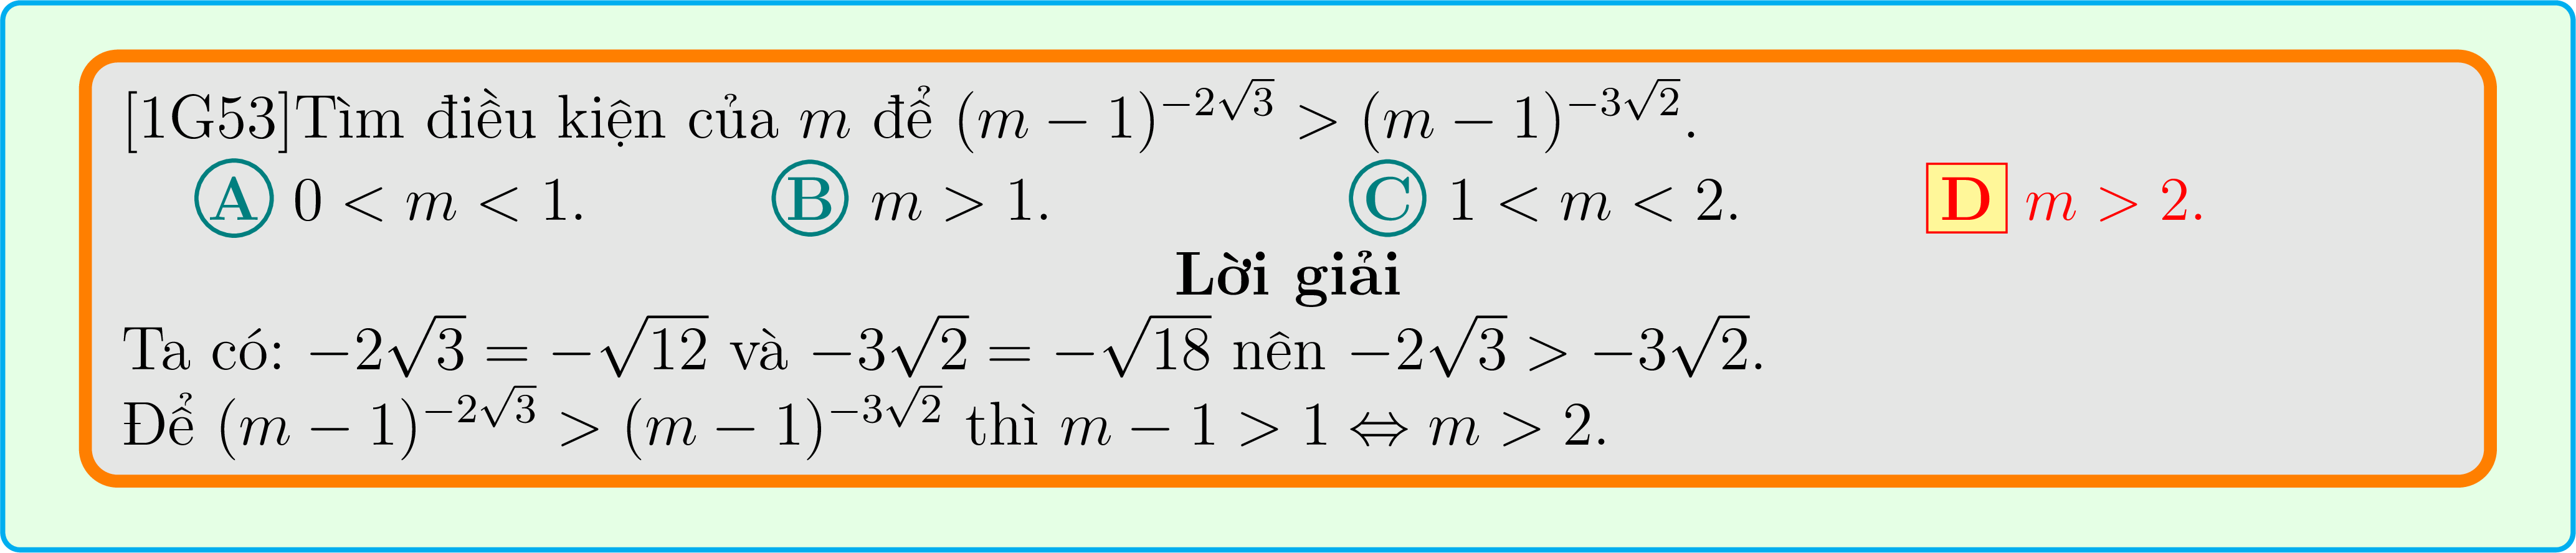 [1G53]Tìm điều kiện của $m$ để $(m-1)^{-2\sqrt{3}} > (m-1)^{-3\sqrt{2}}$.
Ⓐ $0 < m < 1$. Ⓑ $m > 1$. Ⓒ $1 < m < 2$. D $m > 2$.
Lời giải
Ta có: $-2\sqrt{3} = -\sqrt{12}$ và $-3\sqrt{2} = -\sqrt{18}$ nên $-2\sqrt{3} > -3\sqrt{2}$.
Để $(m-1)^{-2\sqrt{3}} > (m-1)^{-3\sqrt{2}}$ thì $m - 1 > 1 \Leftrightarrow m > 2$.